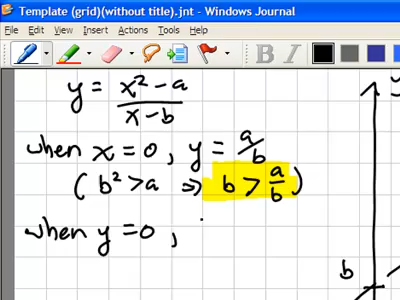 Template (grid)(without title).jnt - Windows Journal
File Edit View Insert Actions Tools Help
y = x² - a / x - b
when x = 0, y = a/b
( b² > a ⇒ b > a/b )
when y = 0,
b